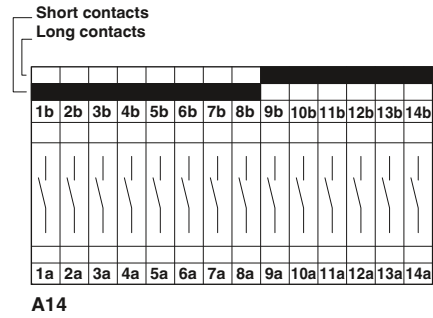 Short contacts
Long contacts
1b 2b 3b 4b 5b 6b 7b 8b 9b 10b 11b 12b 13b 14b
1a 2a 3a 4a 5a 6a 7a 8a 9a 10a 11a 12a 13a 14a
A14